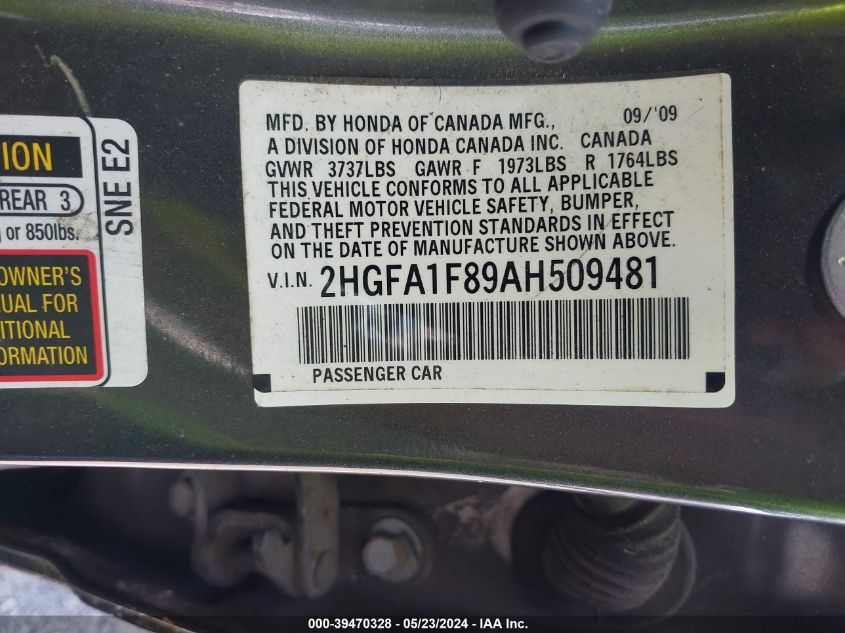 MFD. BY HONDA OF CANADA MFG., 09/'09
A DIVISION OF HONDA CANADA INC. CANADA
GVWR 3737LBS GAWR F 1973LBS R 1764LBS
THIS VEHICLE CONFORMS TO ALL APPLICABLE
FEDERAL MOTOR VEHICLE SAFETY, BUMPER,
AND THEFT PREVENTION STANDARDS IN EFFECT
ON THE DATE OF MANUFACTURE SHOWN ABOVE.
V.I.N. 2HGFA1F89AH509481
PASSENGER CAR
ION
REAR 3
or 850lbs.
OWNER'S
UAL FOR
ITIONAL
FORMATION
SNE E2
000-39470328 - 05/23/2024 - IAA Inc.